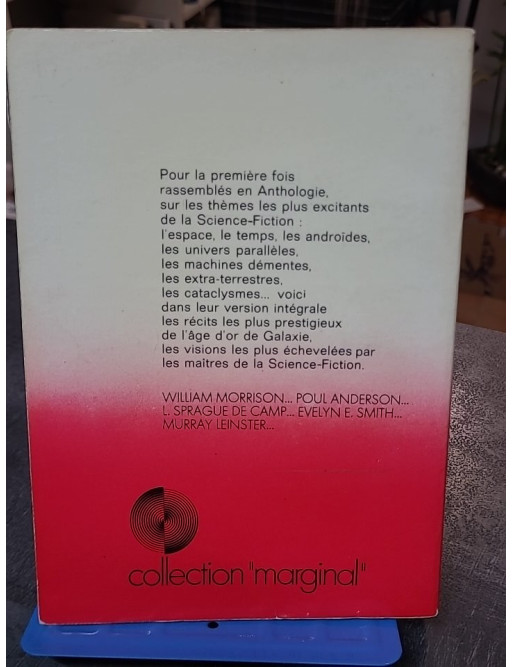 Pour la première fois
rassemblés en Anthologie,
sur les thèmes les plus excitants
de la Science-Fiction :
l'espace, le temps, les androïdes,
les univers parallèles,
les machines démentes,
les extra-terrestres,
les cataclysmes... voici
dans leur version intégrale
les récits les plus prestigieux
de l'âge d'or de Galaxie,
les visions les plus échevelées par
les maîtres de la Science-Fiction.
WILLIAM MORRISON... POUL ANDERSON...
L. SPRAGUE DE CAMP... EVELYN E. SMITH...
MURRAY LEINSTER...
collection "marginal"